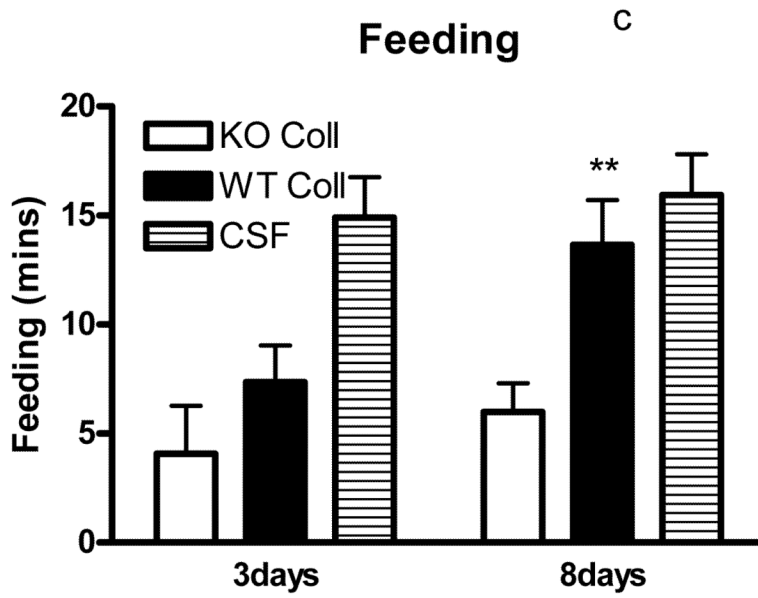 Feeding
C
20
KO Coll
WT Coll
**
15
CSF
Feeding (mins)
10
5
0
3days
8days